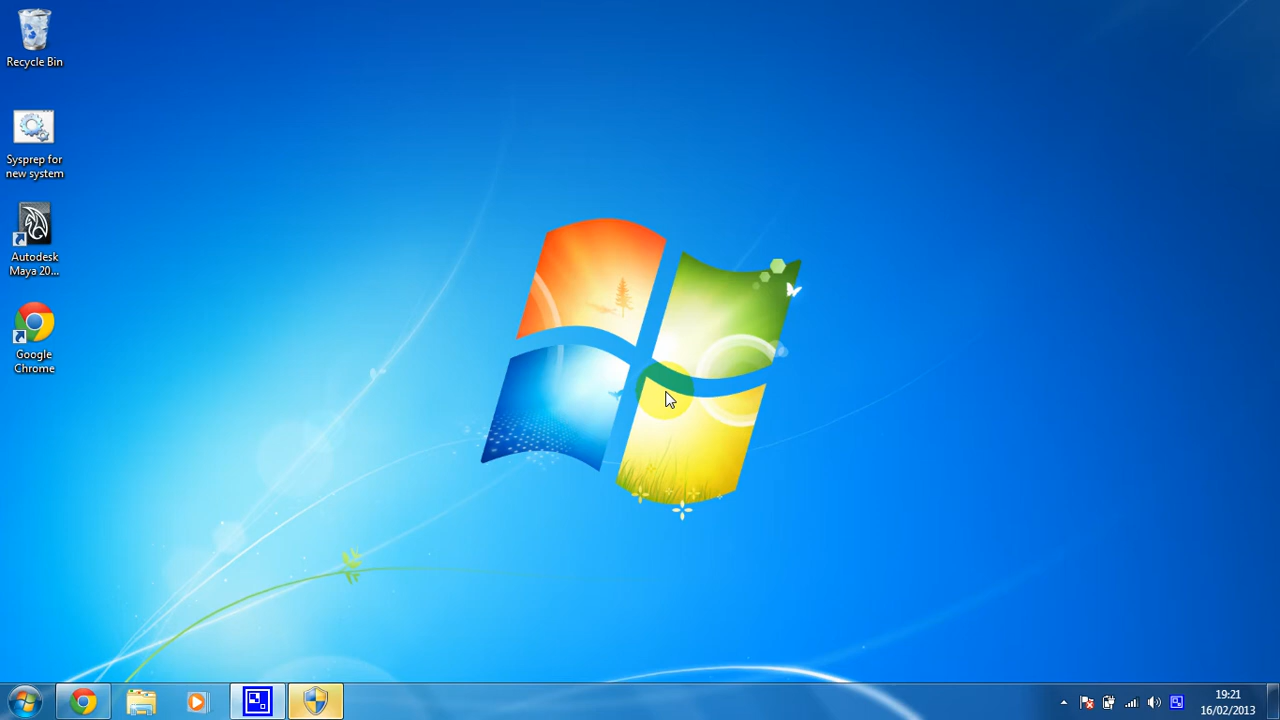 Recycle Bin
Sysprep for
new system
Autodesk
Maya 20...
Google
Chrome
19:21
16/02/2013